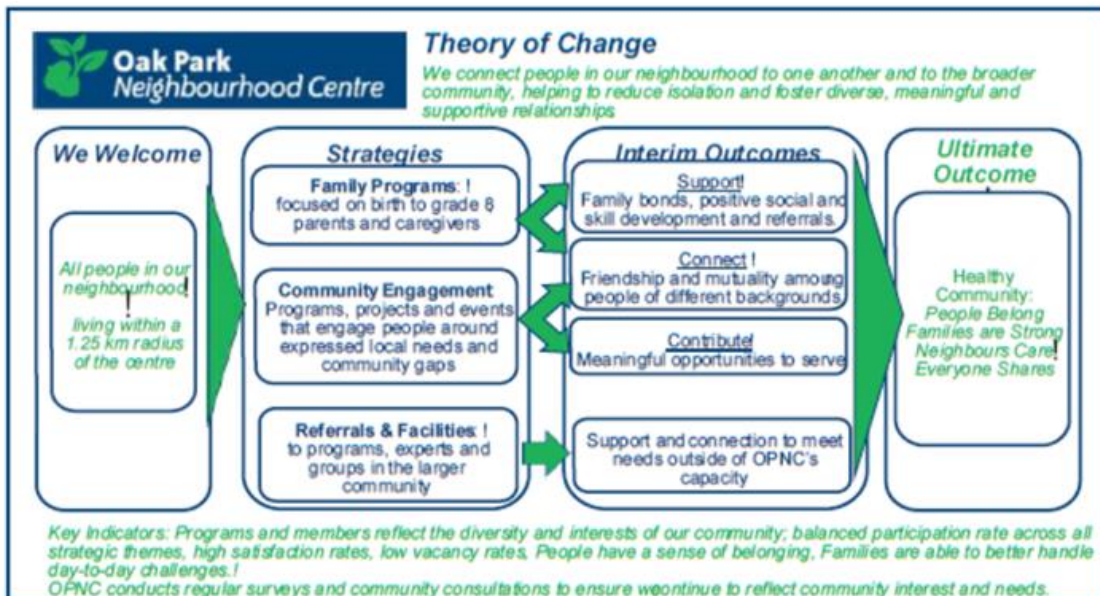 Oak Park
Neighbourhood Centre
Theory of Change
We connect people in our neighbourhood to one another and to the broader
community, helping to reduce isolation and foster diverse, meaningful and
supportive relationships
We Welcome
All people in our
neighbourhood!
!
living within a
1.25 km radius
of the centre
Strategies
Family Programs: !
focused on birth to grade 8,
parents and caregivers
Community Engagement
Programs, projects and events
that engage people around
expressed local needs and
community gaps
Referrals & Facilities: !
to programs, experts and
groups in the larger
community
Interim Outcomes
Support!
Family bonds, positive social and
skill development and referrals.
Connect !
Friendship and mutuality among
people of different backgrounds
Contribute!
Meaningful opportunities to serve
Support and connection to meet
needs outside of OPNC's
capacity
Ultimate
Outcome
Healthy
Community:
People Belong
Families are Strong
Neighbours Care!
Everyone Shares
Key Indicators: Programs and members reflect the diversity and interests of our community; balanced participation rate across all
strategic themes, high satisfaction rates, low vacancy rates, People have a sense of belonging, Families are able to better handle
day-to-day challenges.!
OPNC conducts regular surveys and community consultations to ensure weontinue to reflect community interest and needs.